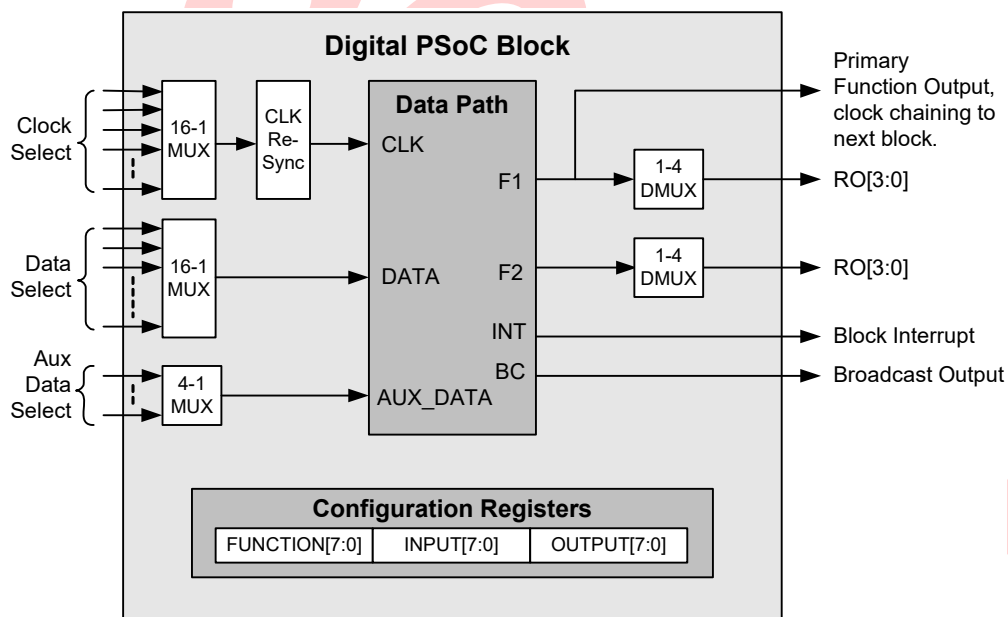 Digital PSoC Block
Clock
Select
16-1
MUX
CLK
Re-
Sync
Data Path
CLK
F1
1-4
DMUX
Primary
Function Output,
clock chaining to
next block.
RO[3:0]
Data
Select
16-1
MUX
DATA
F2
1-4
DMUX
RO[3:0]
INT
Block Interrupt
BC
Broadcast Output
Aux
Data
Select
4-1
MUX
AUX_DATA
Configuration Registers
FUNCTION[7:0]
INPUT[7:0]
OUTPUT[7:0]